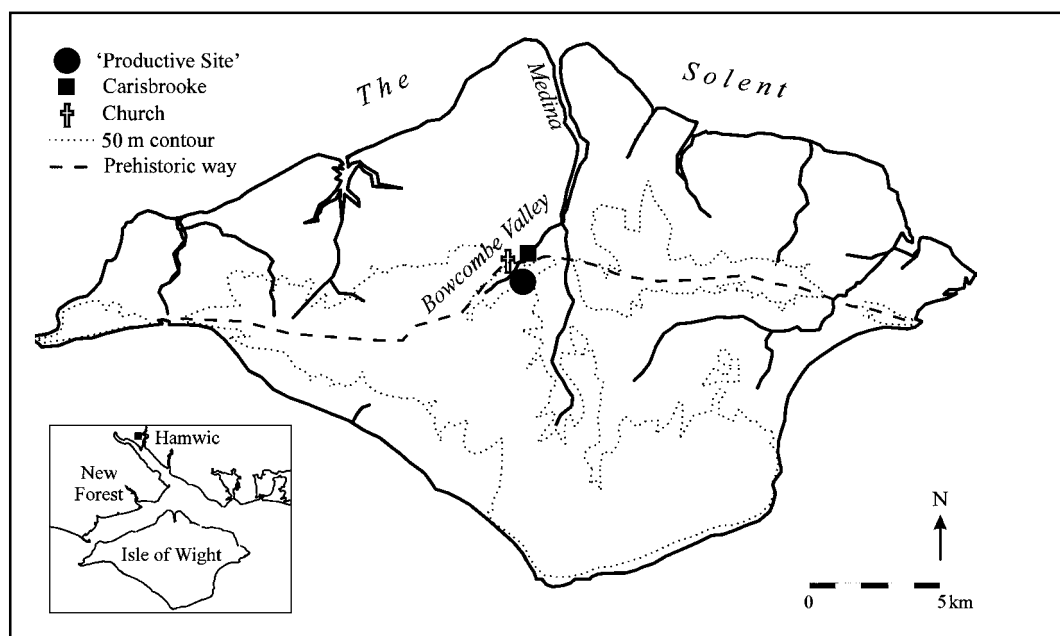 'Productive Site'
Carisbrooke
Church
50 m contour
Prehistoric way
The
Solent
Medina
Bowcombe Valley
Hamwic
New
Forest
Isle of Wight
N
0 5 km